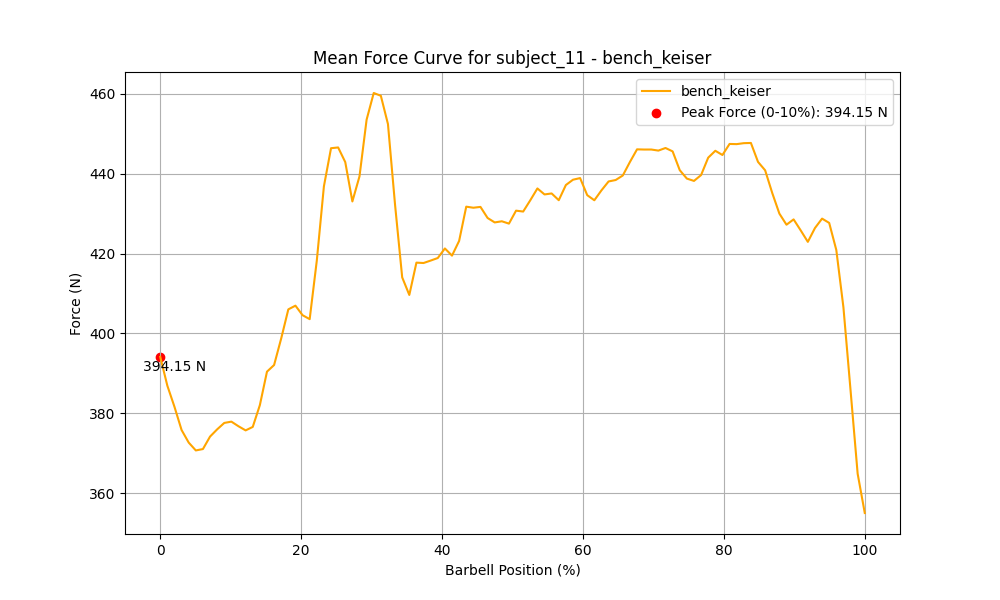 Mean Force Curve for subject_11 - bench_keiser
bench_keiser
Peak Force (0-10%): 394.15 N
460
440
420
400
380
360
Force (N)
394.15 N
0 20 40 60 80 100
Barbell Position (%)